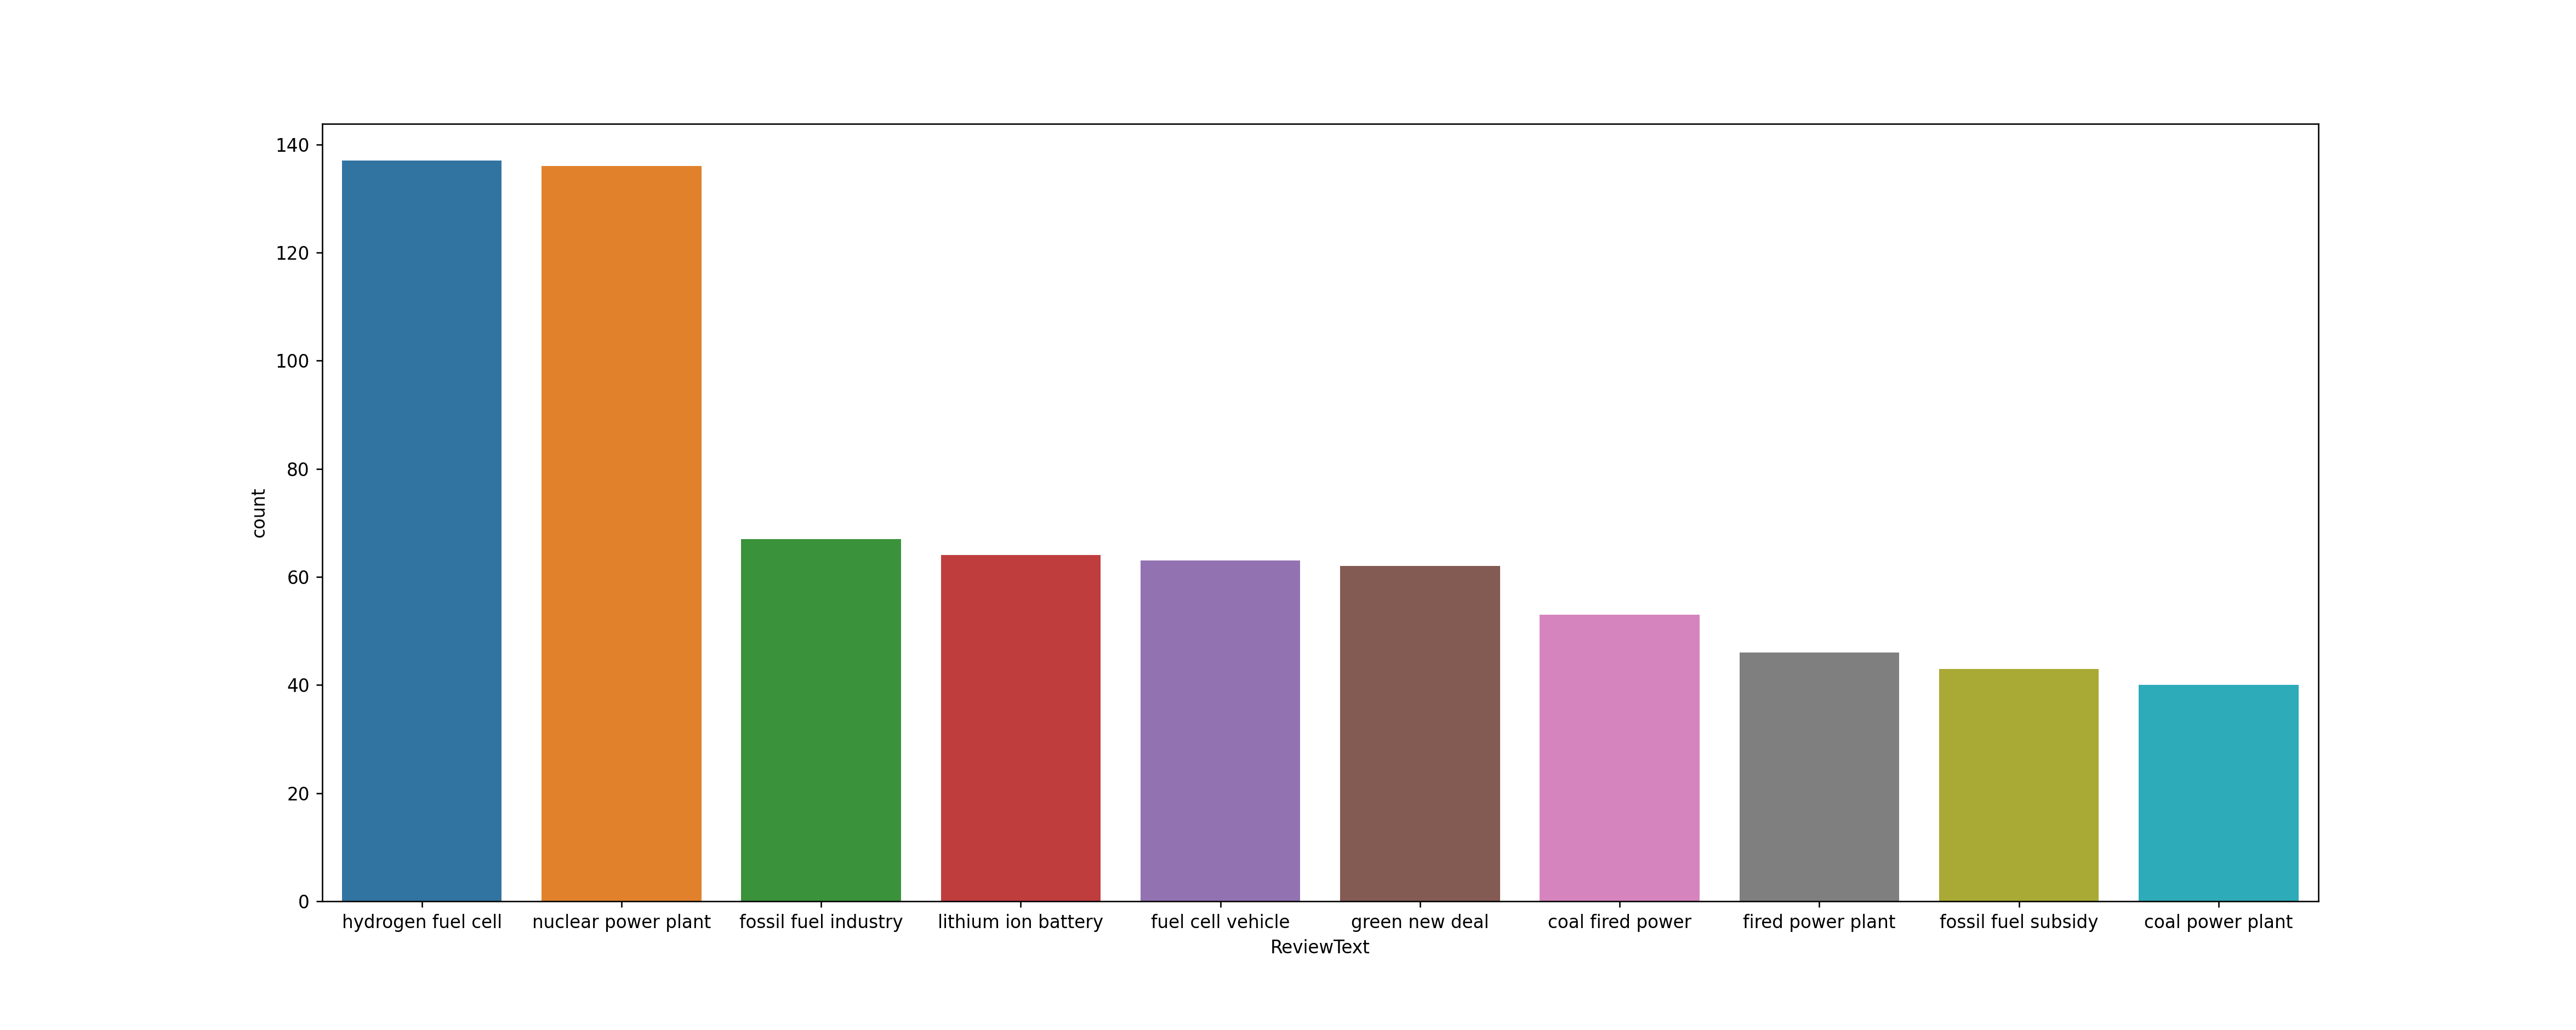 140
120
100
80
60
40
20
0
count
hydrogen fuel cell nuclear power plant fossil fuel industry lithium ion battery fuel cell vehicle green new deal coal fired power fired power plant fossil fuel subsidy coal power plant
ReviewText